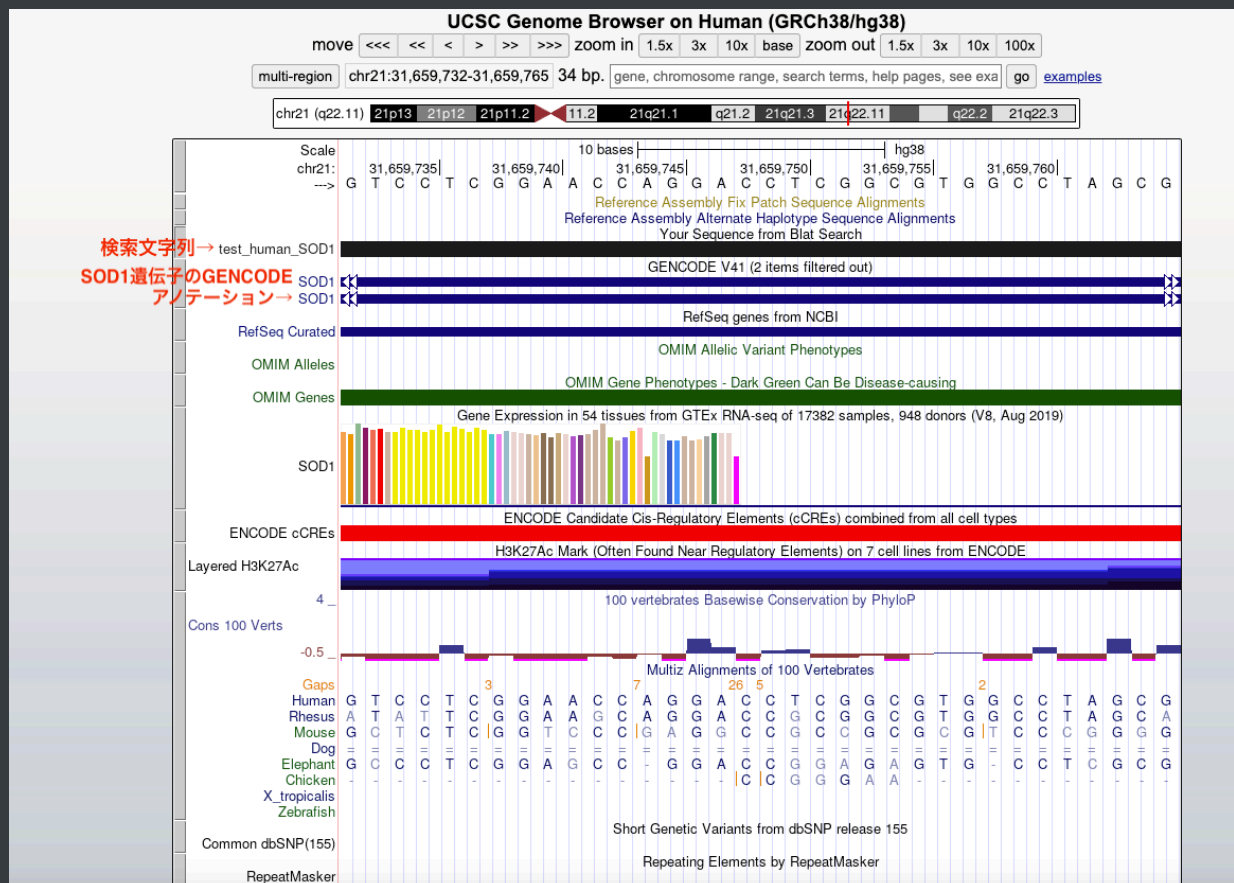 UCSC Genome Browser on Human (GRCh38/hg38)
move <<< << < > >> >>> zoom in 1.5x 3x 10x base zoom out 1.5x 3x 10x 100x
multi-region chr21:31,659,732-31,659,765 34 bp. gene, chromosome range, search terms, help pages, see exa go examples
chr21 (q22.11) 21p13 21p12 21p11.2 11.2 21q21.1 q21.2 21q21.3 21q22.11 q22.2 21q22.3
Scale 10 bases hg38
chr21: 31,659,735 31,659,740 31,659,745 31,659,750 31,659,755 31,659,760
---> G T C C T C G G A A C C A G G A C C T C G G C G T G G C C T A G C G
Reference Assembly Fix Patch Sequence Alignments
Reference Assembly Alternate Haplotype Sequence Alignments
Your Sequence from Blat Search
検索文字列→ test_human_SOD1
GENCODE V41 (2 items filtered out)
SOD1遺伝子のGENCODE SOD1
アノテーション→ SOD1
RefSeq genes from NCBI
RefSeq Curated
OMIM Allelic Variant Phenotypes
OMIM Alleles
OMIM Gene Phenotypes - Dark Green Can Be Disease-causing
OMIM Genes
Gene Expression in 54 tissues from GTEx RNA-seq of 17382 samples, 948 donors (V8, Aug 2019)
SOD1
ENCODE Candidate Cis-Regulatory Elements (cCREs) combined from all cell types
ENCODE cCREs
H3K27Ac Mark (Often Found Near Regulatory Elements) on 7 cell lines from ENCODE
Layered H3K27Ac
4 _ 100 vertebrates Basewise Conservation by PhyloP
Cons 100 Verts
-0.5 _
Multiz Alignments of 100 Vertebrates
Gaps 3 7 26 5 2
Human G T C C T C G G A A C C A G G A C C T C G G C G T G G C C T A G C G
Rhesus A T A T T C G G A A G C A G G A C C G C G G C G T G G C C T A G C A
Mouse G C T C T C G G T C C C G A G G C C G C C G C G C G T C C C G G G G
Dog = = = = = = = = = = = = = = = = = = = = = = = = = = = = = = = = = =
Elephant G C C C T C G G A G C C - G G A C C G G A G A G T G - C C T C G C G
Chicken - - - - - - - - - - - - - - - - C C G G G A A - - - - - - - - - - -
X_tropicalis
Zebrafish
Short Genetic Variants from dbSNP release 155
Common dbSNP(155)
Repeating Elements by RepeatMasker
RepeatMasker